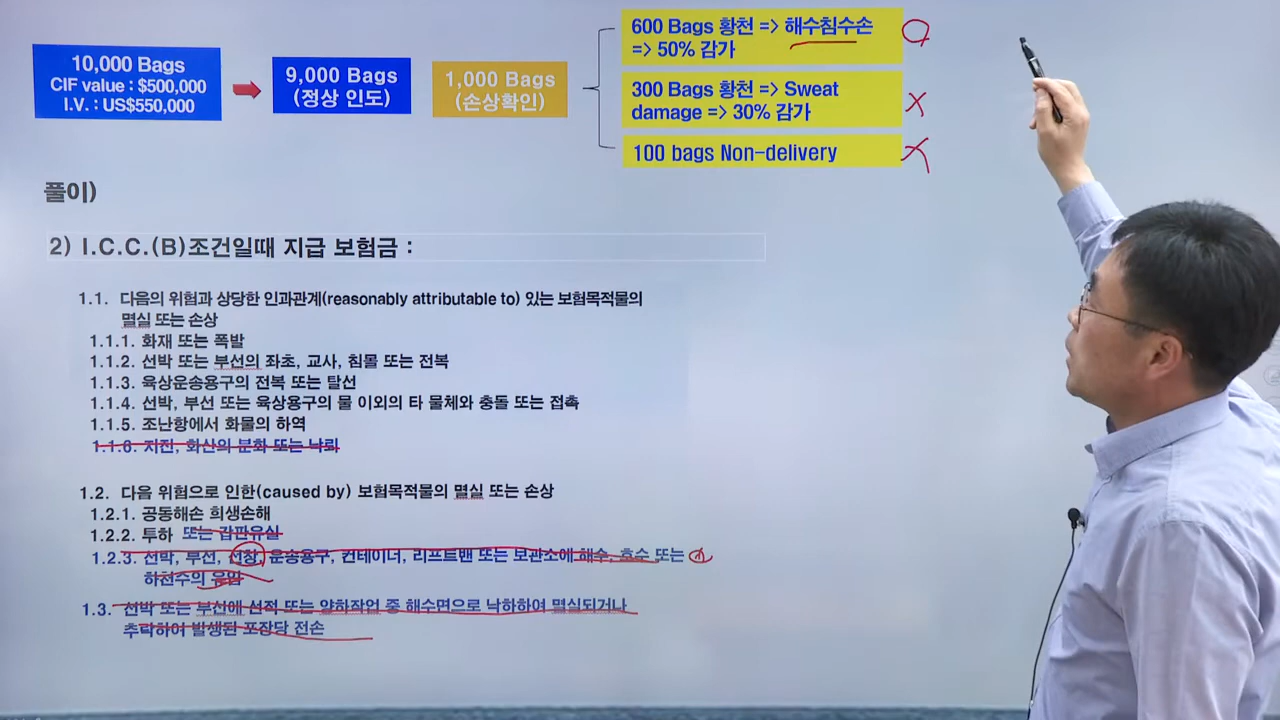 10,000 Bags
CIF value : $500,000
I.V. : US$550,000
9,000 Bags
(정상 인도)
1,000 Bags
(손상확인)
600 Bags 황천 => 해수침수손
=> 50% 감가
300 Bags 황천 => Sweat
damage => 30% 감가
100 bags Non-delivery
풀이)
2) I.C.C.(B)조건일때 지급 보험금 :
1.1. 다음의 위험과 상당한 인과관계(reasonably attributable to) 있는 보험목적물의
멸실 또는 손상
1.1.1. 화재 또는 폭발
1.1.2. 선박 또는 부선의 좌초, 교사, 침몰 또는 전복
1.1.3. 육상운송용구의 전복 또는 탈선
1.1.4. 선박, 부선 또는 육상용구의 물 이외의 타 물체와 충돌 또는 접촉
1.1.5. 조난항에서 화물의 하역
1.1.6. 지진, 화산의 분화 또는 낙뢰
1.2. 다음 위험으로 인한(caused by) 보험목적물의 멸실 또는 손상
1.2.1. 공동해손 희생손해
1.2.2. 투하 또는 갑판유실
1.2.3. 선박, 부선, 선창, 운송용구, 컨테이너, 리프트밴 또는 보관소에 해수, 호수 또는
하천수의 유입
1.3. 선박 또는 부선에 선적 또는 양하작업 중 해수면으로 낙하하여 멸실되거나
추락하여 발생된 포장당 전손